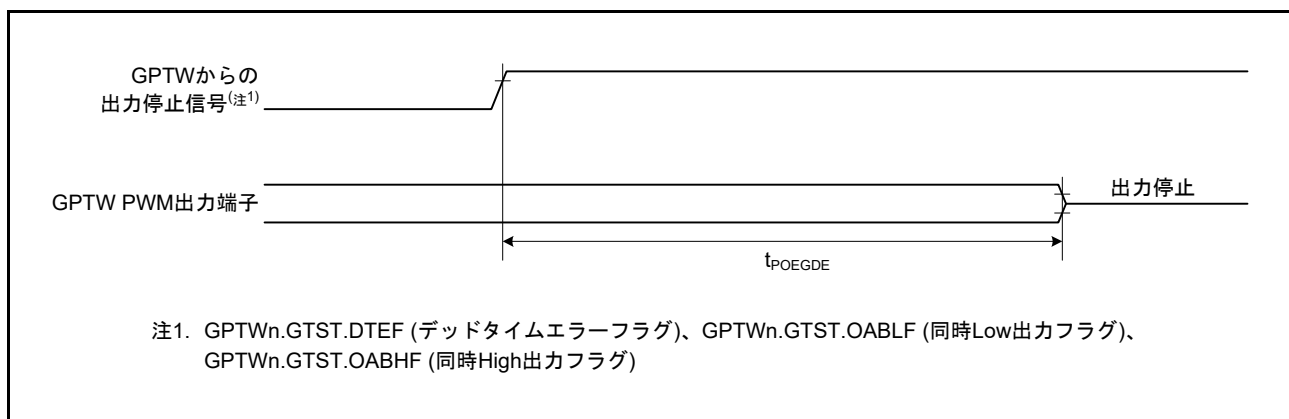 GPTWからの
出力停止信号(注1)
GPTW PWM出力端子
出力停止
tPOEGDE
注1. GPTWn.GTST.DTEF (デッドタイムエラーフラグ)、GPTWn.GTST.OABLF (同時Low出力フラグ)、
GPTWn.GTST.OABHF (同時High出力フラグ)